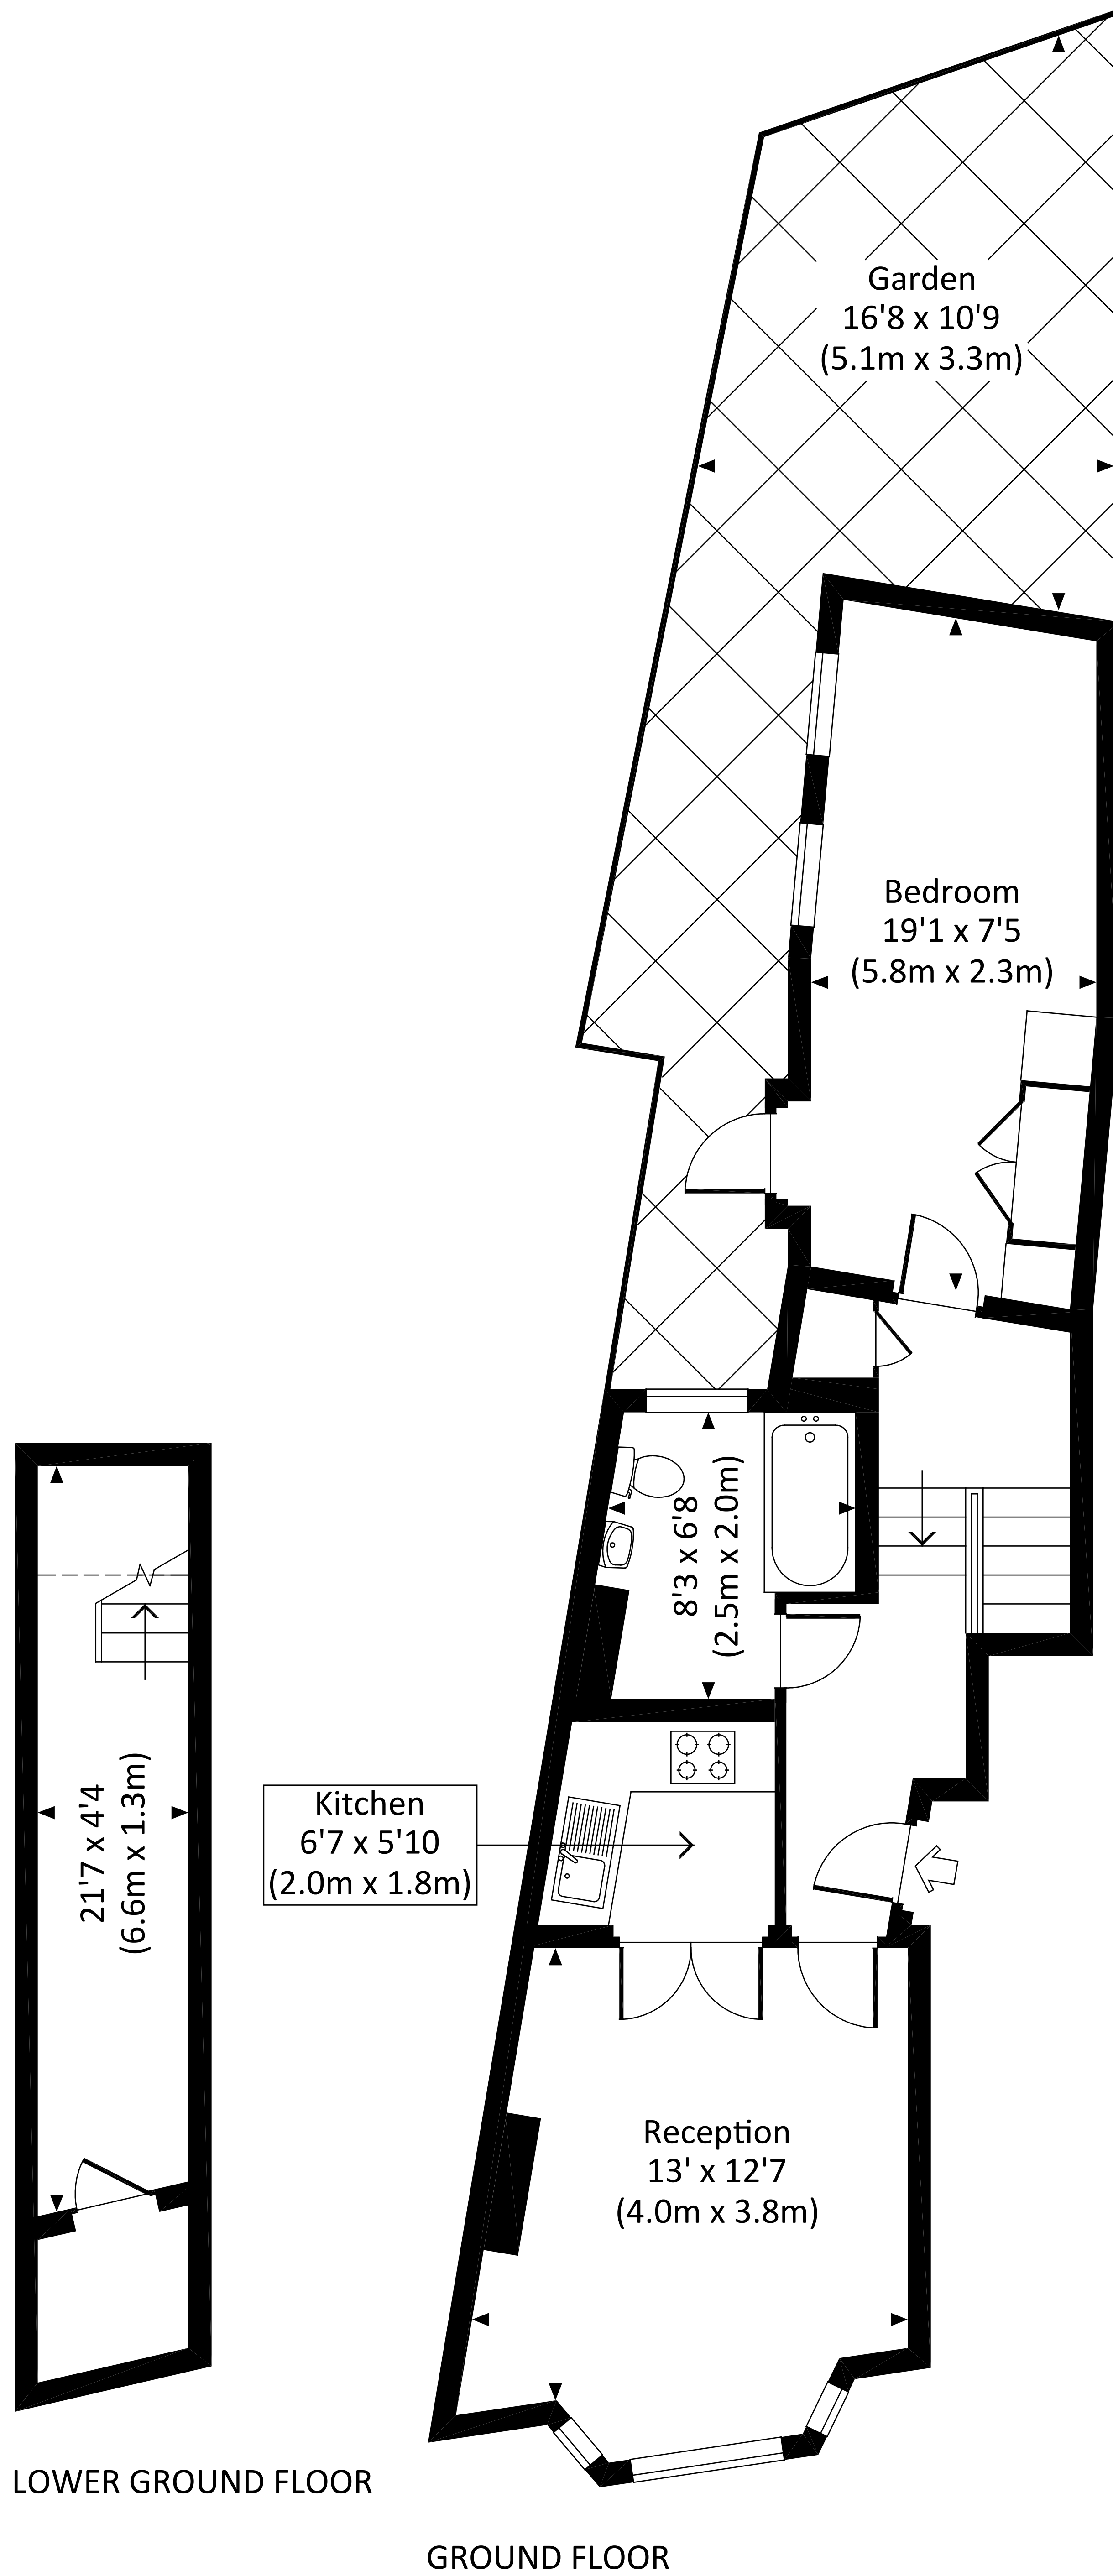 Garden
16'8 x 10'9
(5.1m x 3.3m)
Bedroom
19'1 x 7'5
(5.8m x 2.3m)
8'3 x 6'8
(2.5m x 2.0m)
Kitchen
6'7 x 5'10
(2.0m x 1.8m)
21'7 x 4'4
(6.6m x 1.3m)
Reception
13' x 12'7
(4.0m x 3.8m)
LOWER GROUND FLOOR
GROUND FLOOR